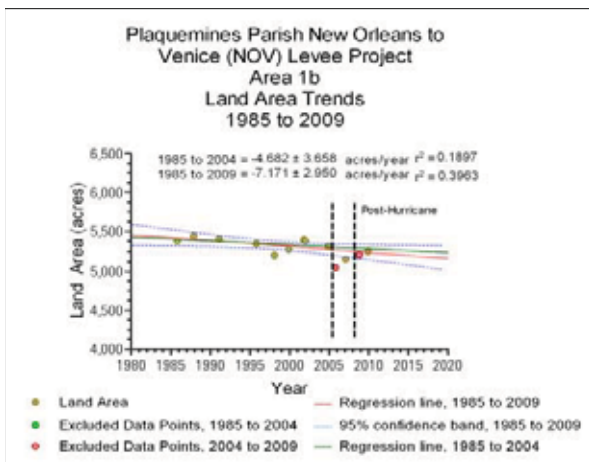 Plaquemines Parish New Orleans to
Venice (NOV) Levee Project
Area 1b
Land Area Trends
1985 to 2009
1985 to 2004 = -4.682 ± 3.658 acres/year r² = 0.1897
1985 to 2009 = -7.171 ± 2.950 acres/year r² = 0.3963
Post-Hurricane
Land Area (acres)
6,500
6,000
5,500
5,000
4,500
4,000
1980 1985 1990 1995 2000 2005 2010 2015 2020
Year
Land Area
Excluded Data Points, 1985 to 2004
Excluded Data Points, 2004 to 2009
Regression line, 1985 to 2009
95% confidence band, 1985 to 2009
Regression line, 1985 to 2004